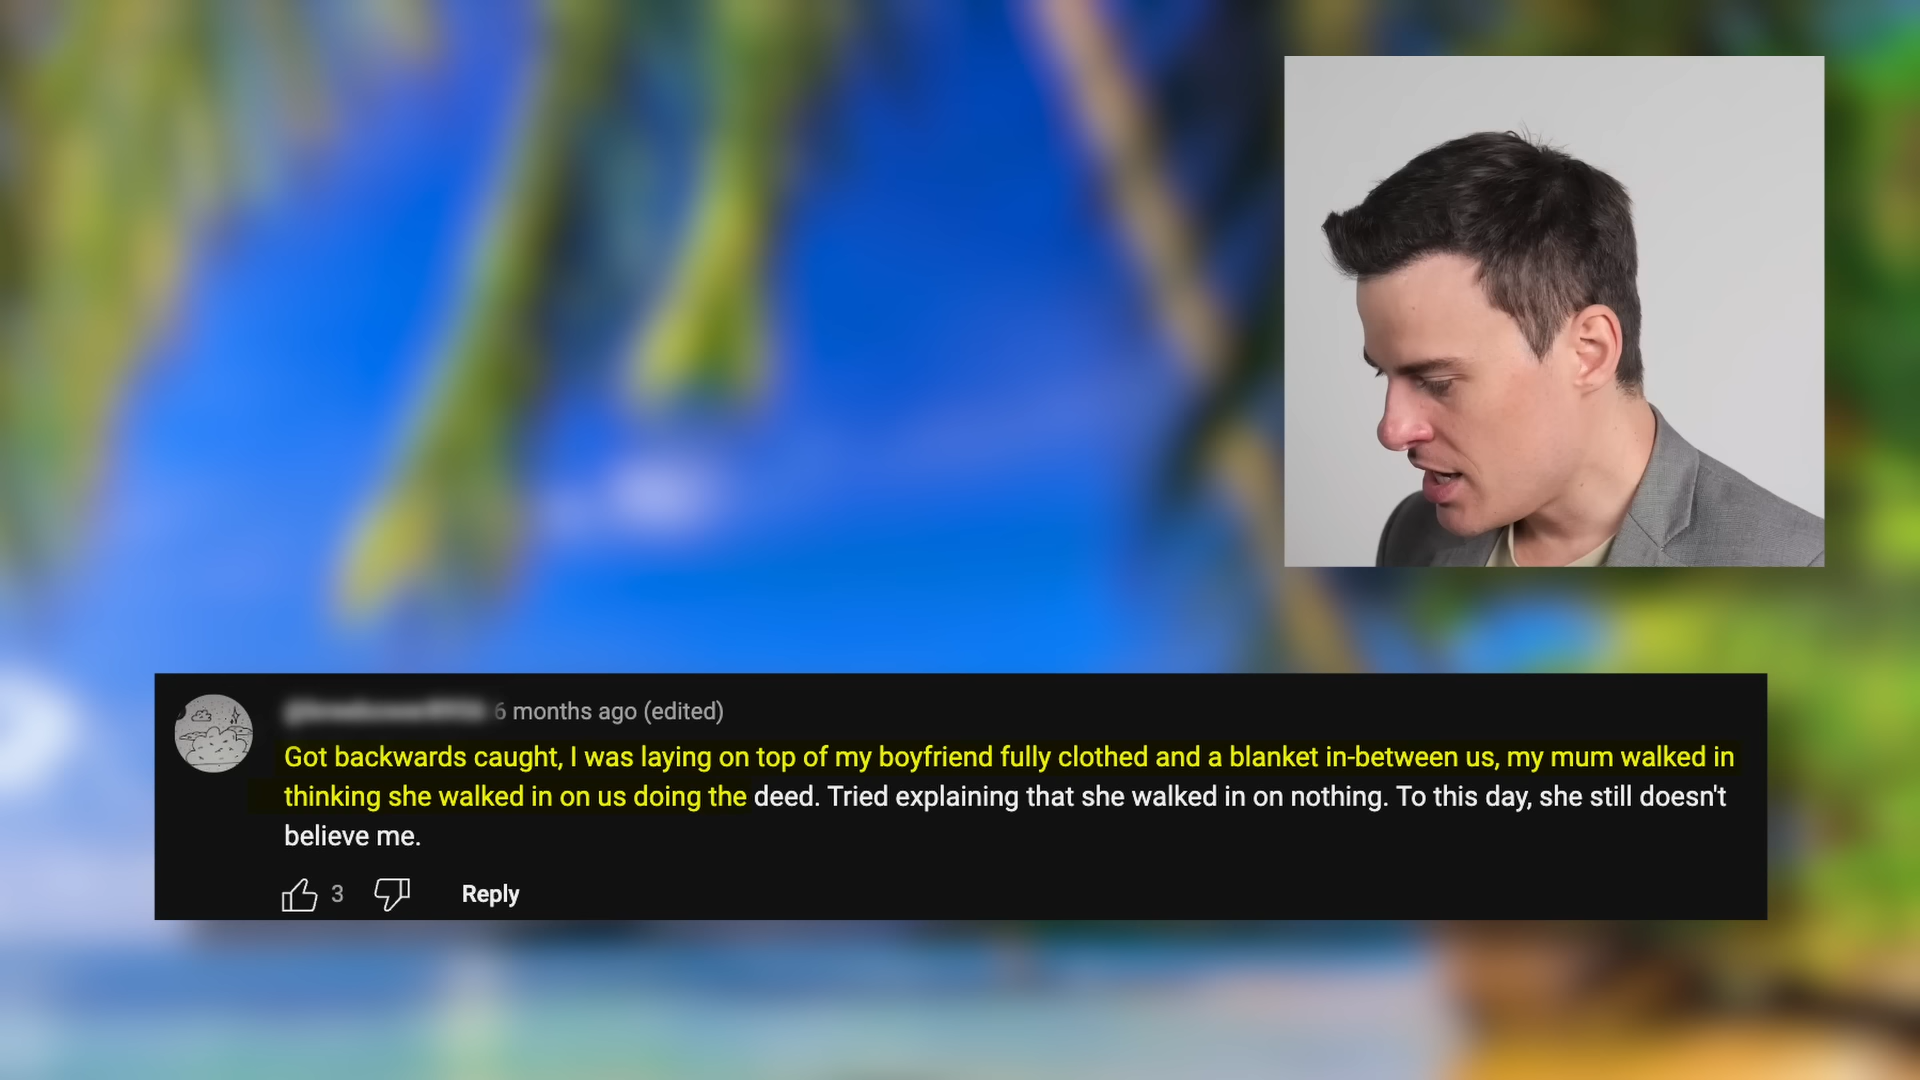 6 months ago (edited)
Got backwards caught, I was laying on top of my boyfriend fully clothed and a blanket in-between us, my mum walked in
thinking she walked in on us doing the deed. Tried explaining that she walked in on nothing. To this day, she still doesn't
believe me.
3 Reply